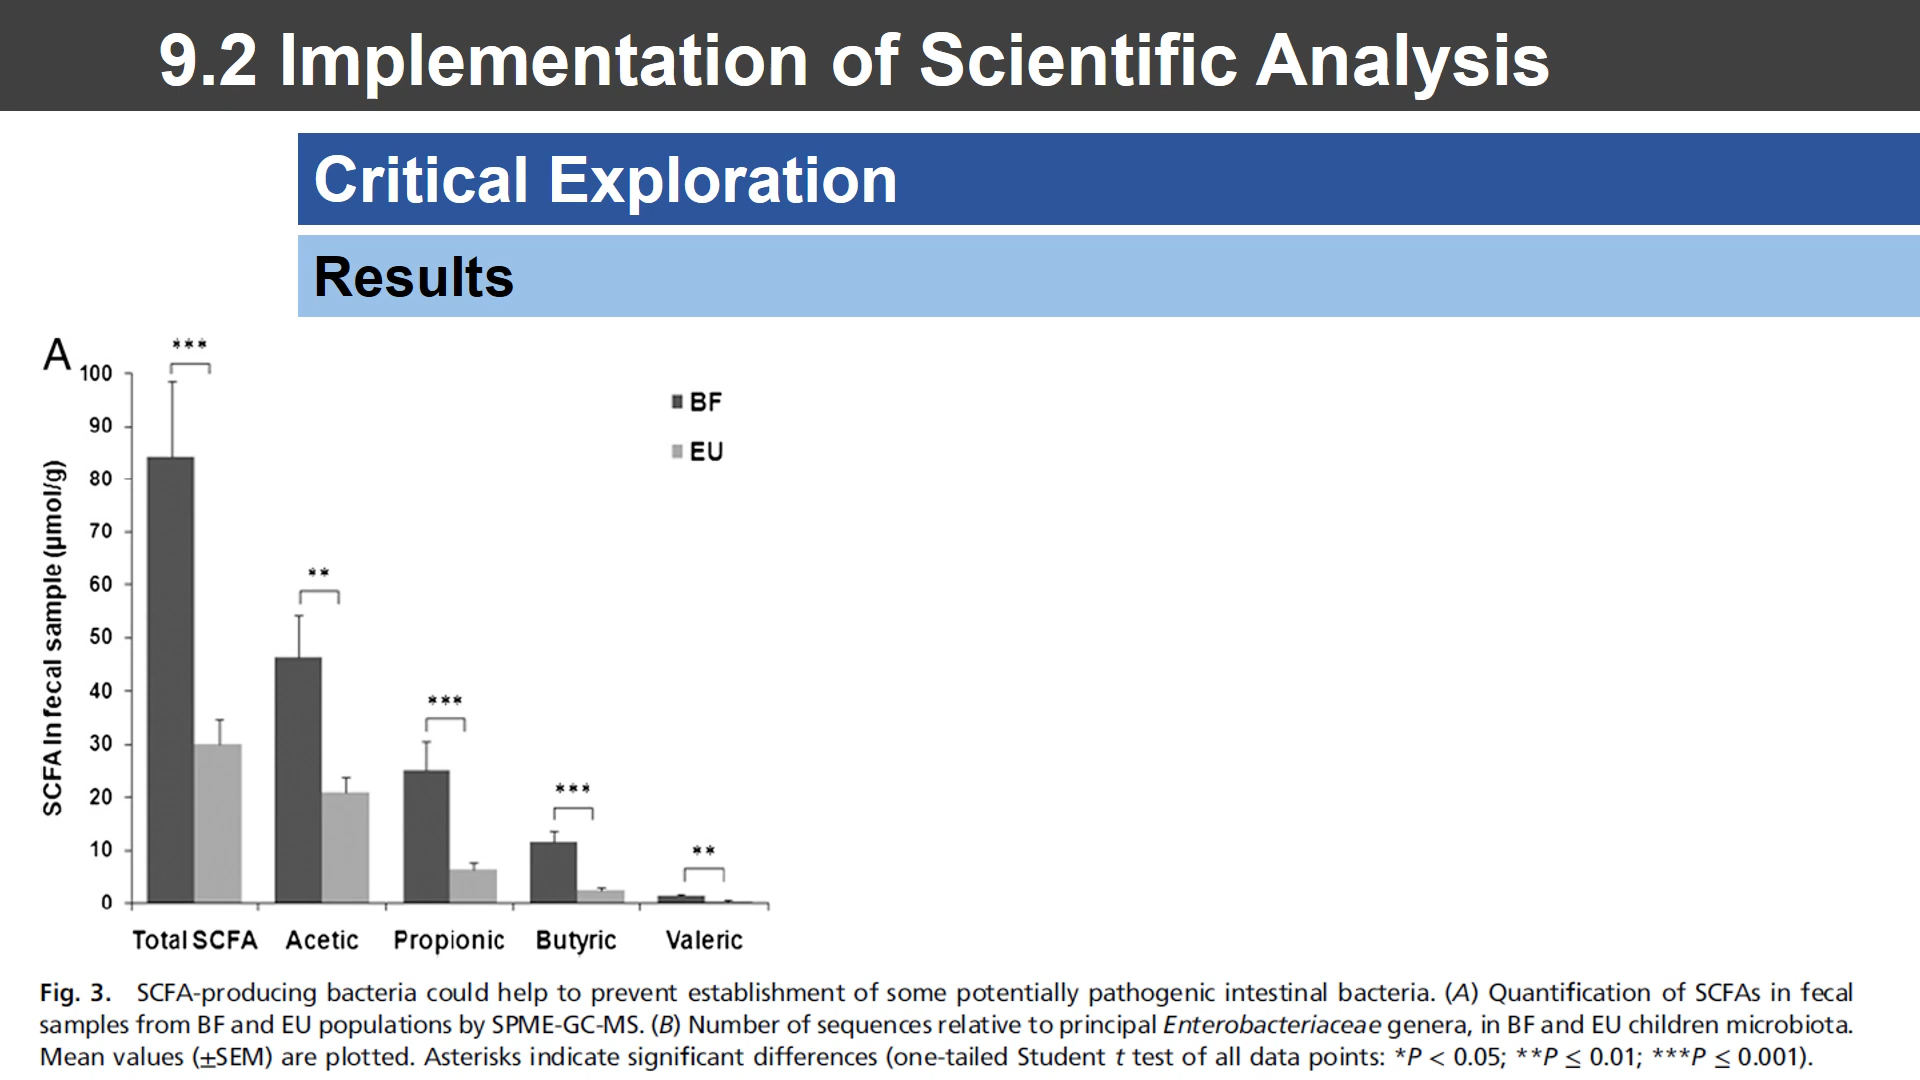 9.2 Implementation of Scientific Analysis
Critical Exploration
Results
A
***
100
90
80
70
60
50
40
30
20
10
0
SCFA In fecal sample (µmol/g)
**
***
***
**
BF
EU
Total SCFA Acetic Propionic Butyric Valeric
Fig. 3. SCFA-producing bacteria could help to prevent establishment of some potentially pathogenic intestinal bacteria. (A) Quantification of SCFAs in fecal
samples from BF and EU populations by SPME-GC-MS. (B) Number of sequences relative to principal Enterobacteriaceae genera, in BF and EU children microbiota.
Mean values (±SEM) are plotted. Asterisks indicate significant differences (one-tailed Student t test of all data points: *P < 0.05; **P ≤ 0.01; ***P ≤ 0.001).